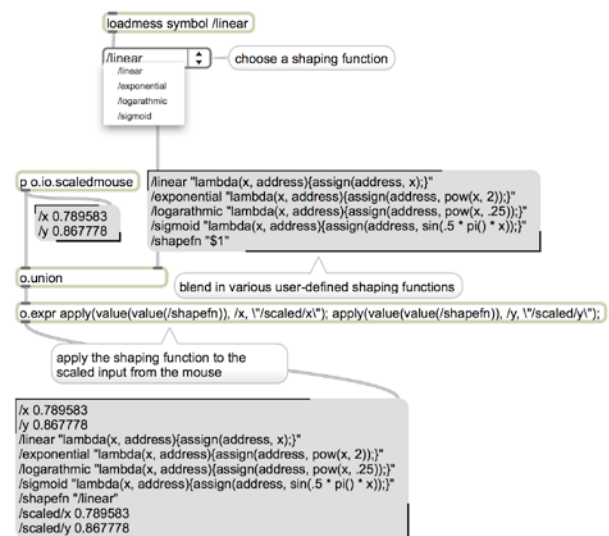 loadmess symbol /linear
/linear
choose a shaping function
/linear
/exponential
/logarathmic
/sigmoid
p o.io.scaledmouse
/x 0.789583
/y 0.867778
/linear "lambda(x, address){assign(address, x);}"
/exponential "lambda(x, address){assign(address, pow(x, 2));}"
/logarathmic "lambda(x, address){assign(address, pow(x, .25));}"
/sigmoid "lambda(x, address){assign(address, sin(.5 * pi() * x));}"
/shapefn "$1"
o.union
blend in various user-defined shaping functions
o.expr apply(value(value(/shapefn)), /x, \"/scaled/x\"); apply(value(value(/shapefn)), /y, \"/scaled/y\");
apply the shaping function to the
scaled input from the mouse
/x 0.789583
/y 0.867778
/linear "lambda(x, address){assign(address, x);}"
/exponential "lambda(x, address){assign(address, pow(x, 2));}"
/logarathmic "lambda(x, address){assign(address, pow(x, .25));}"
/sigmoid "lambda(x, address){assign(address, sin(.5 * pi() * x));}"
/shapefn "/linear"
/scaled/x 0.789583
/scaled/y 0.867778